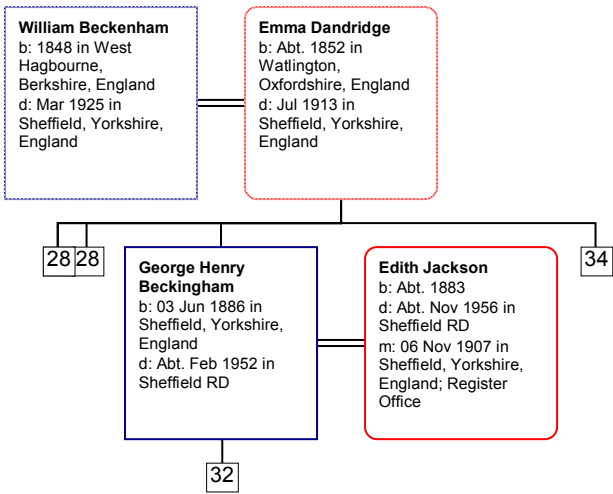 William Beckenham
b: 1848 in West
Hagbourne,
Berkshire, England
d: Mar 1925 in
Sheffield, Yorkshire,
England
Emma Dandridge
b: Abt. 1852 in
Watlington,
Oxfordshire, England
d: Jul 1913 in
Sheffield, Yorkshire,
England
28
28
34
George Henry
Beckingham
b: 03 Jun 1886 in
Sheffield, Yorkshire,
England
d: Abt. Feb 1952 in
Sheffield RD
Edith Jackson
b: Abt. 1883
d: Abt. Nov 1956 in
Sheffield RD
m: 06 Nov 1907 in
Sheffield, Yorkshire,
England; Register
Office
32